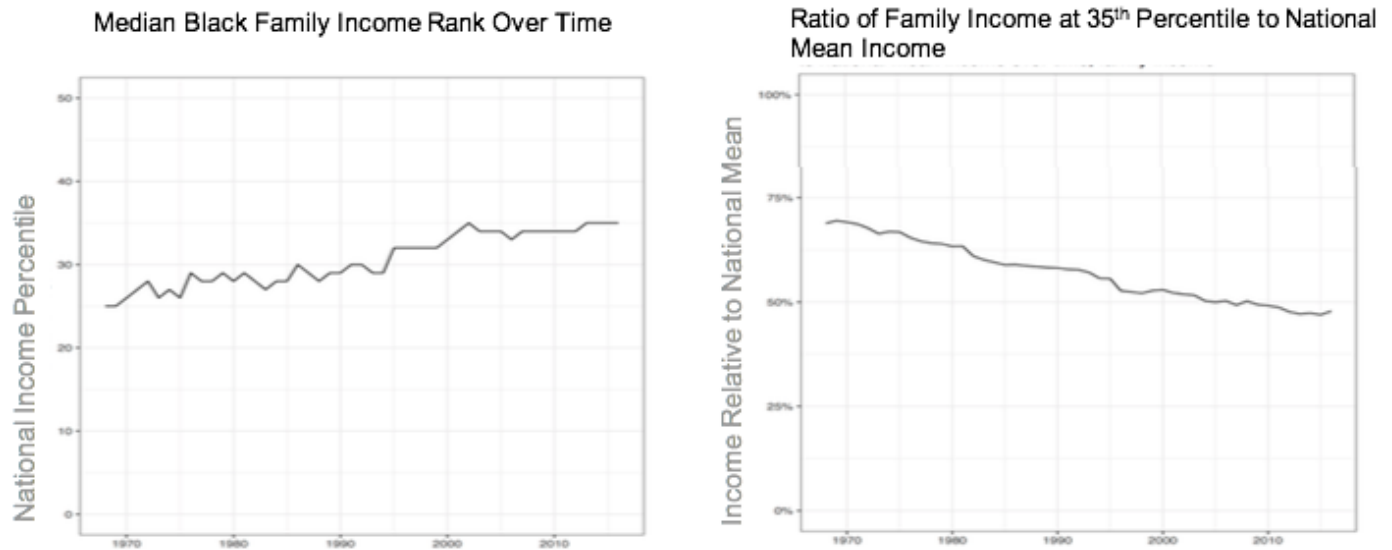 Median Black Family Income Rank Over Time
National Income Percentile
50
40
30
20
10
0
1970 1980 1990 2000 2010
Ratio of Family Income at 35th Percentile to National
Mean Income
Income Relative to National Mean
100%
75%
50%
25%
0%
1970 1980 1990 2000 2010